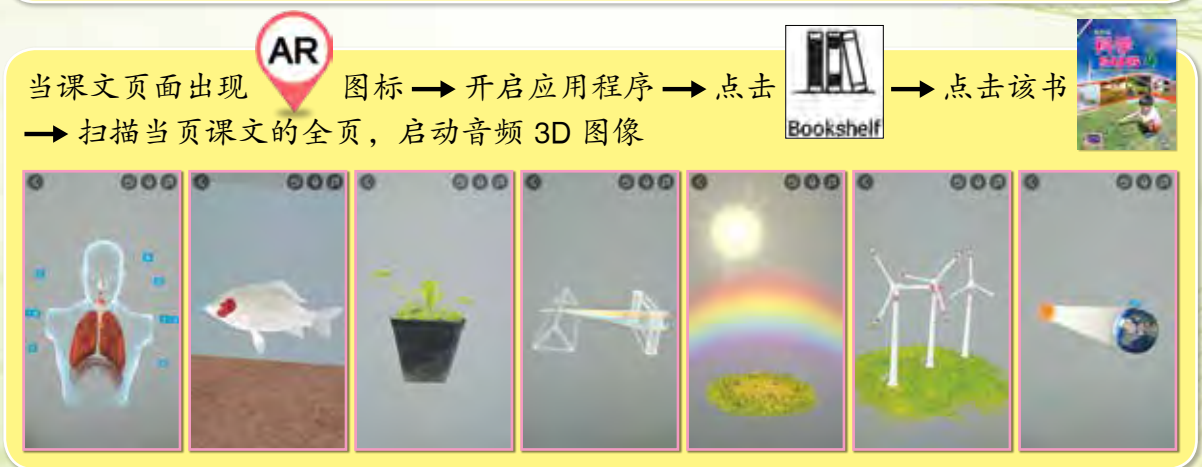 当课文页面出现 AR 图标 → 开启应用程序 → 点击 Bookshelf → 点击该书
科学
→ 扫描当页课文的全页，启动音频 3D 图像